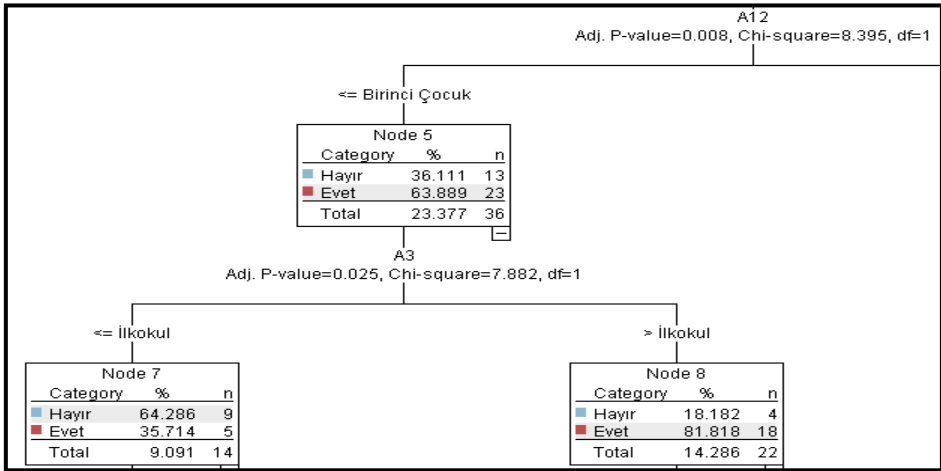 A12
Adj. P-value=0.008, Chi-square=8.395, df=1
<= Birinci Çocuk
Node 5
Category % n
Hayır 36.111 13
Evet 63.889 23
Total 23.377 36
A3
Adj. P-value=0.025, Chi-square=7.882, df=1
<= İlkokul
> İlkokul
Node 7
Category % n
Hayır 64.286 9
Evet 35.714 5
Total 9.091 14
Node 8
Category % n
Hayır 18.182 4
Evet 81.818 18
Total 14.286 22